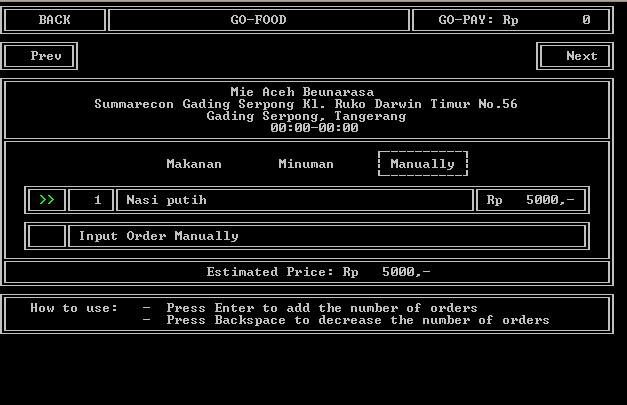 BACK GO-FOOD GO-PAY: Rp 0
Prev Next
Mie Aceh Beunarasa
Summarecon Gading Serpong Kl. Ruko Darwin Timur No.56
Gading Serpong, Tangerang
00:00-00:00
Makanan Minuman Manually
>> 1 Nasi putih Rp 5000,-
Input Order Manually
Estimated Price: Rp 5000,-
How to use: - Press Enter to add the number of orders
- Press Backspace to decrease the number of orders